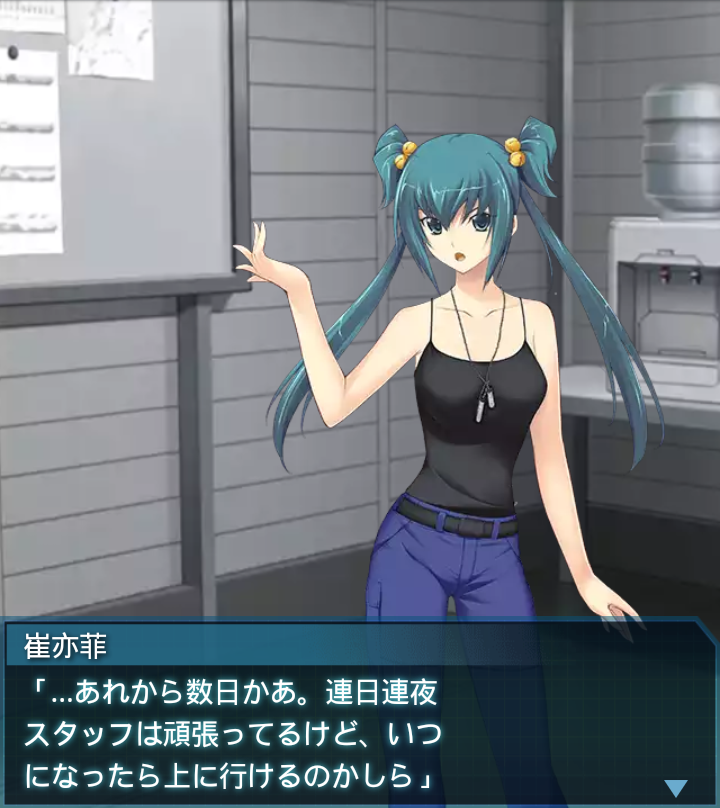 崔亦菲
「…あれから数日かあ。連日連夜
スタッフは頑張ってるけど、いつ
になったら上に行けるのかしら」